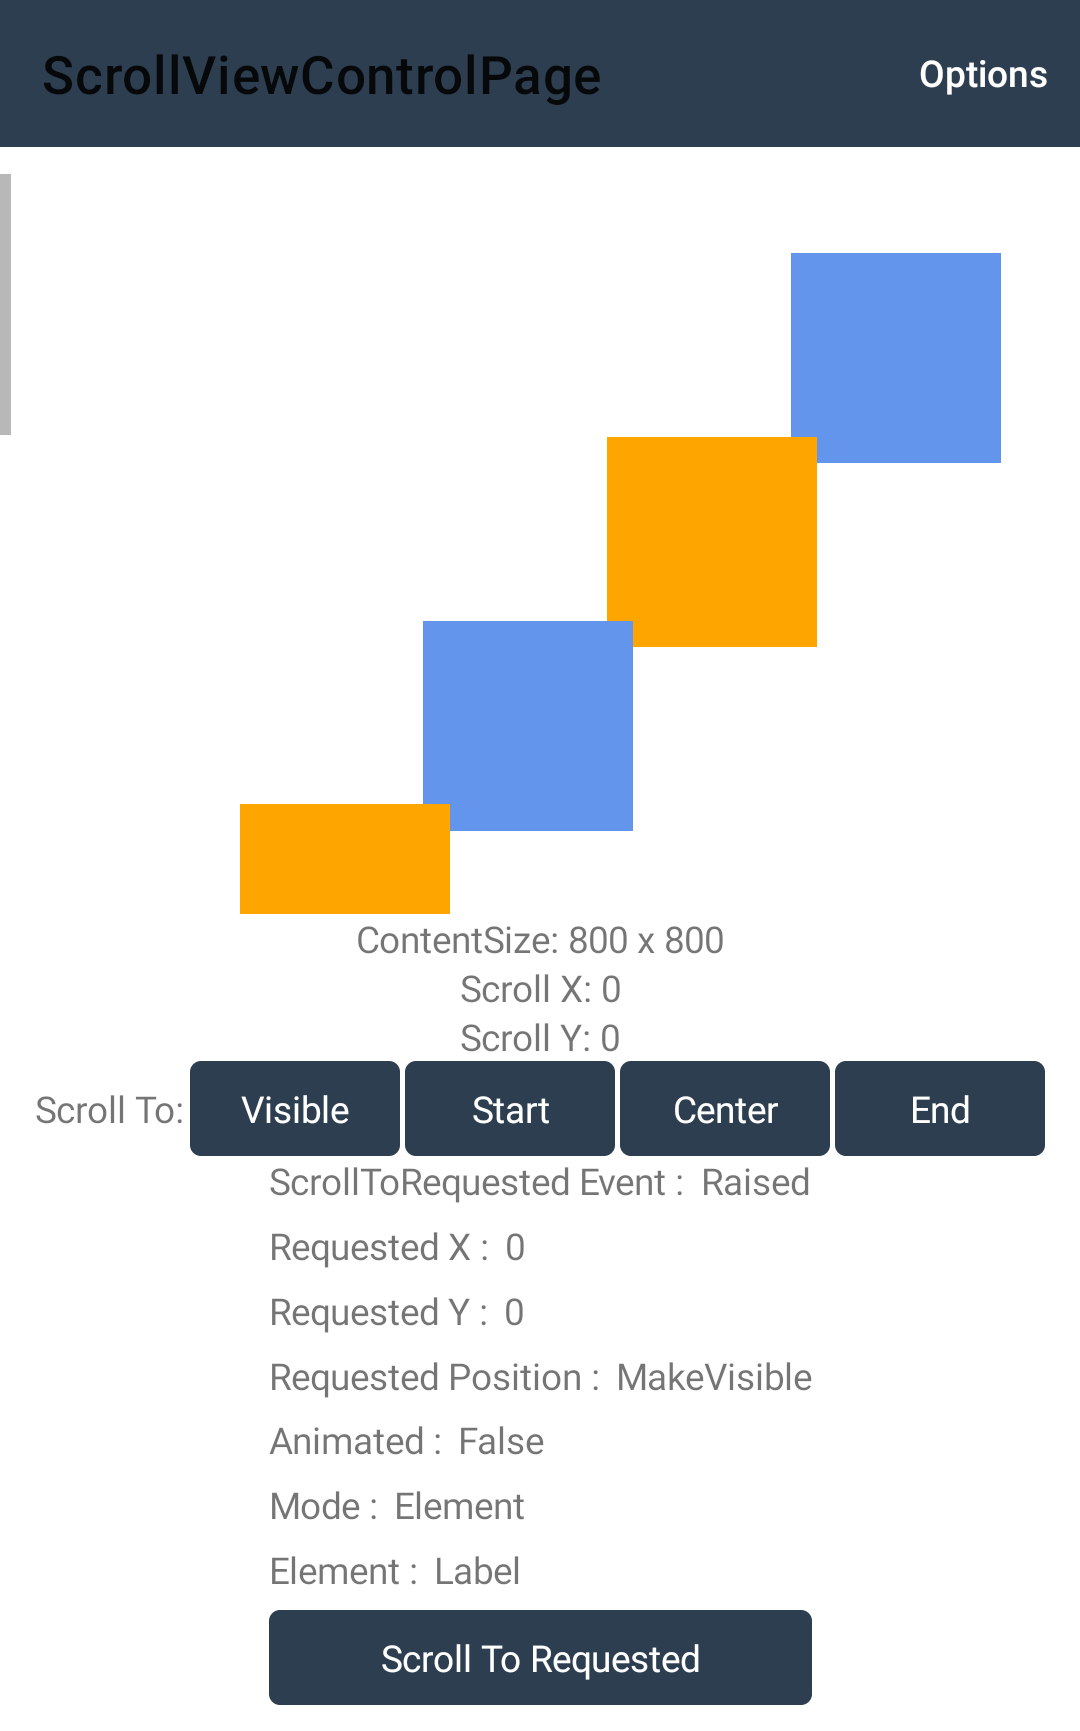 ScrollViewControlPage
Options
ContentSize: 800 x 800
Scroll X: 0
Scroll Y: 0
Scroll To: Visible Start Center End
ScrollToRequested Event : Raised
Requested X : 0
Requested Y : 0
Requested Position : MakeVisible
Animated : False
Mode : Element
Element : Label
Scroll To Requested